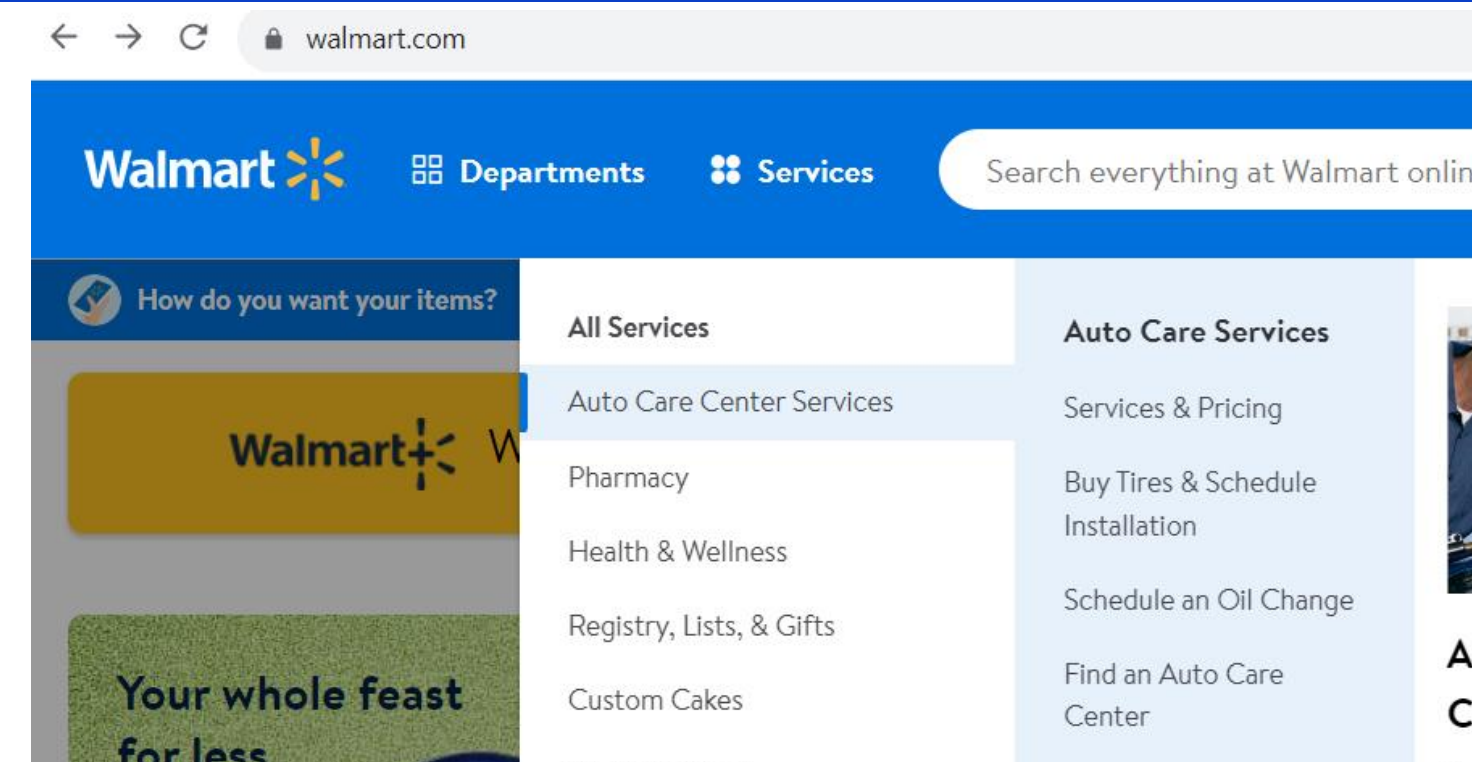 walmart.com
Walmart
Departments
Services
Search everything at Walmart
How do you want your items?
Walmart+
All Services
Auto Care Center Services
Pharmacy
Health & Wellness
Registry, Lists, & Gifts
Custom Cakes
Auto Care Services
Services & Pricing
Buy Tires & Schedule
Installation
Schedule an Oil Change
Find an Auto Care
Center
Your whole feast
for less